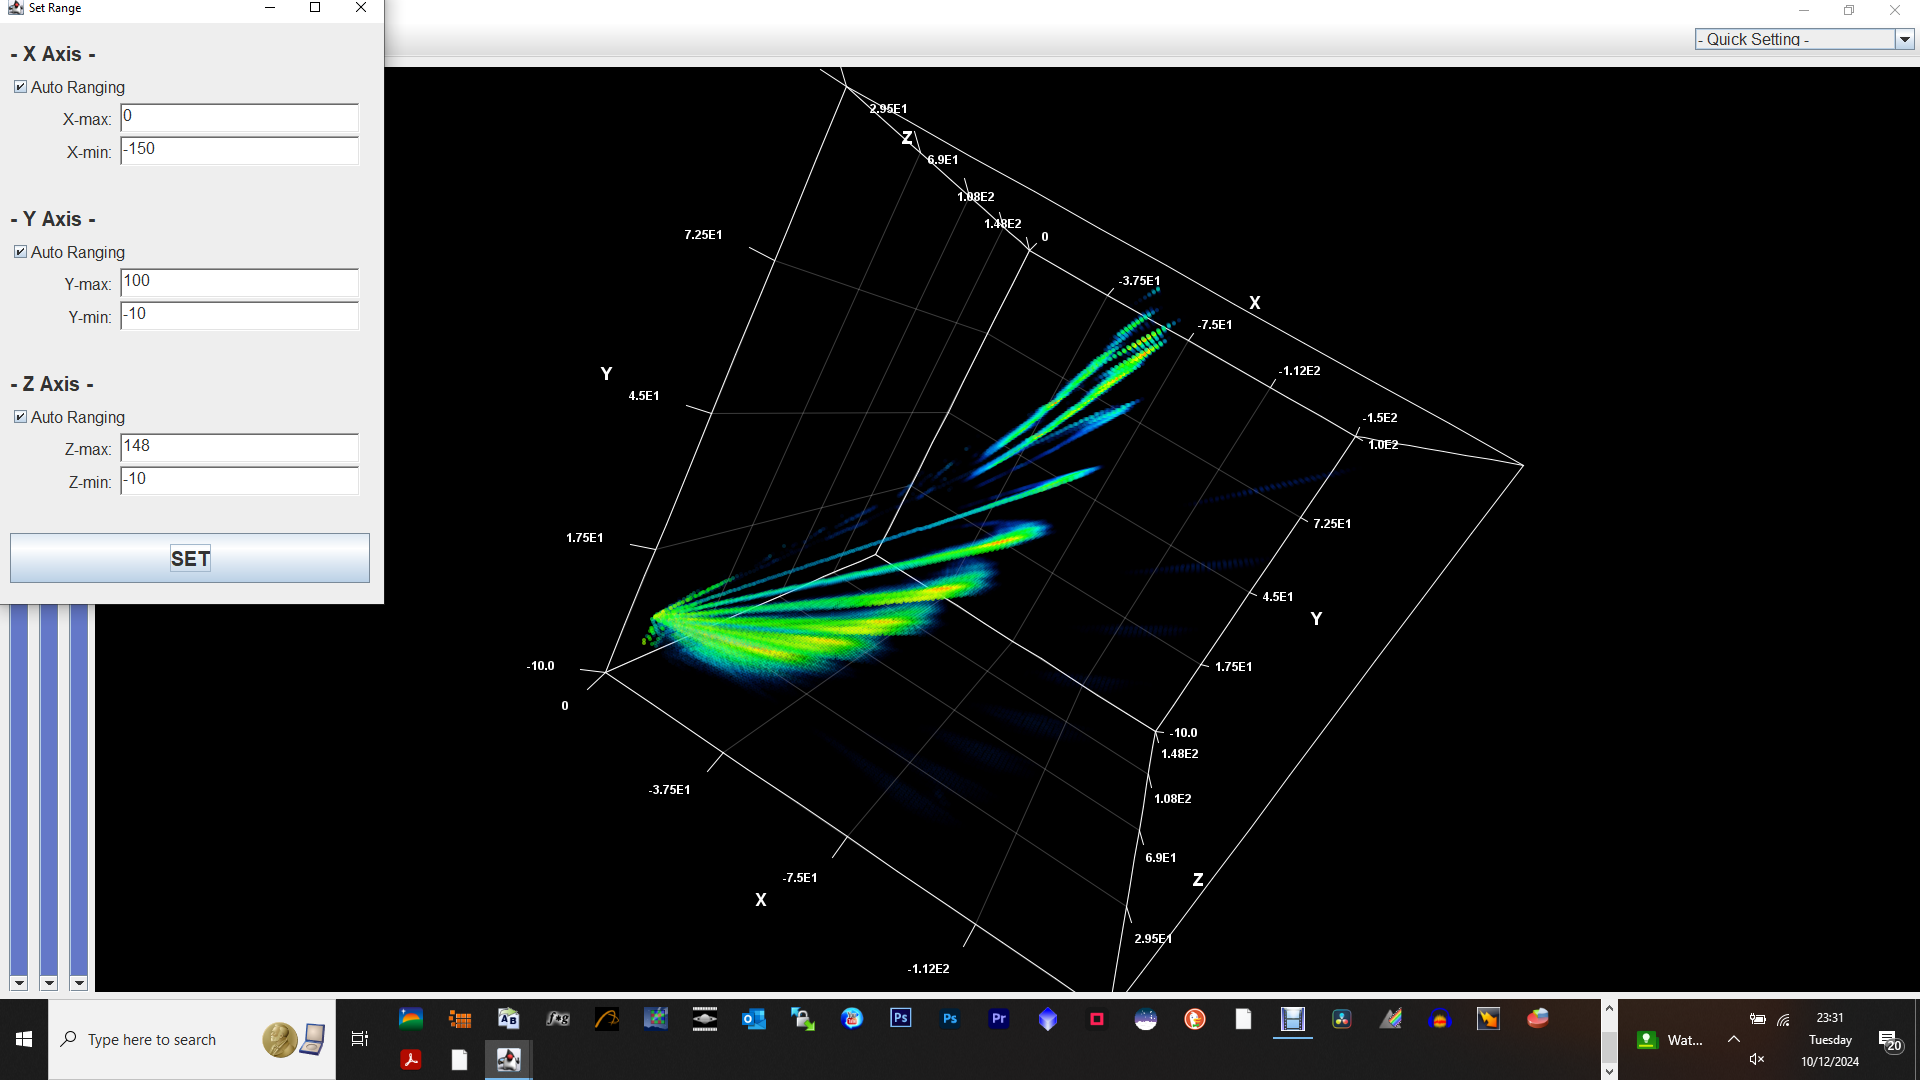 Set Range
- Quick Setting -
- X Axis -
Auto Ranging
X-max: 0
X-min: -150
- Y Axis -
Auto Ranging
Y-max: 100
Y-min: -10
- Z Axis -
Auto Ranging
Z-max: 148
Z-min: -10
SET
2.95E1
Z
6.9E1
1.08E2
1.48E2
0
7.25E1
-3.75E1
X
-7.5E1
-1.12E2
Y
4.5E1
-1.5E2
1.0E2
7.25E1
1.75E1
4.5E1
Y
-10.0
1.75E1
0
-10.0
1.48E2
-3.75E1
1.08E2
6.9E1
-7.5E1
Z
X
2.95E1
-1.12E2
Type here to search
AB
Ps
Ps
Pr
Wat...
23:31
Tuesday
10/12/2024
20